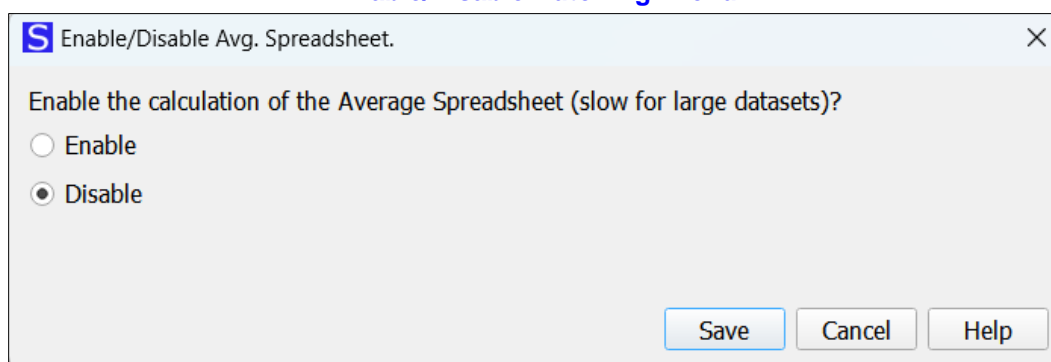 S Enable/Disable Avg. Spreadsheet.
Enable the calculation of the Average Spreadsheet (slow for large datasets)?
Enable
Disable
Save Cancel Help